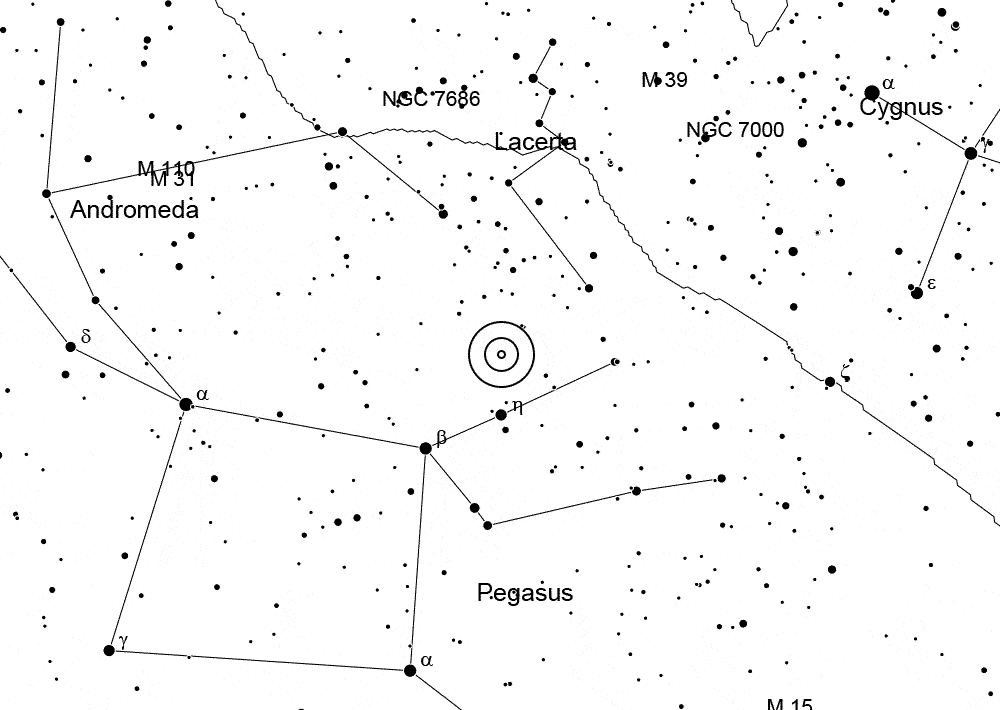 M 39
α
NGC 7686
Cygnus
NGC 7000
Lacerta
γ
M 110
M 31
Andromeda
ε
δ
ζ
α
η
β
Pegasus
γ
α
M 15